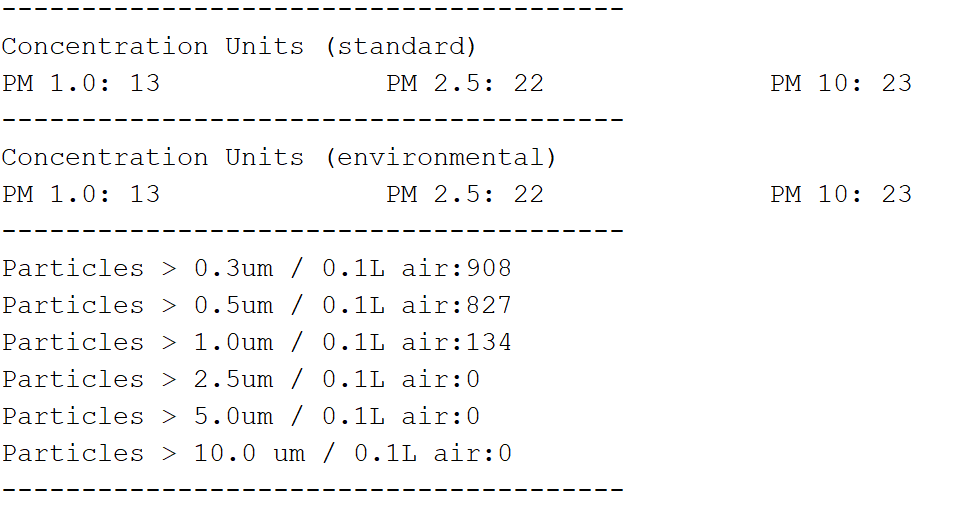 ---------------------------------------
Concentration Units (standard)
PM 1.0: 13 PM 2.5: 22 PM 10: 23
---------------------------------------
Concentration Units (environmental)
PM 1.0: 13 PM 2.5: 22 PM 10: 23
---------------------------------------
Particles > 0.3um / 0.1L air:908
Particles > 0.5um / 0.1L air:827
Particles > 1.0um / 0.1L air:134
Particles > 2.5um / 0.1L air:0
Particles > 5.0um / 0.1L air:0
Particles > 10.0 um / 0.1L air:0
---------------------------------------